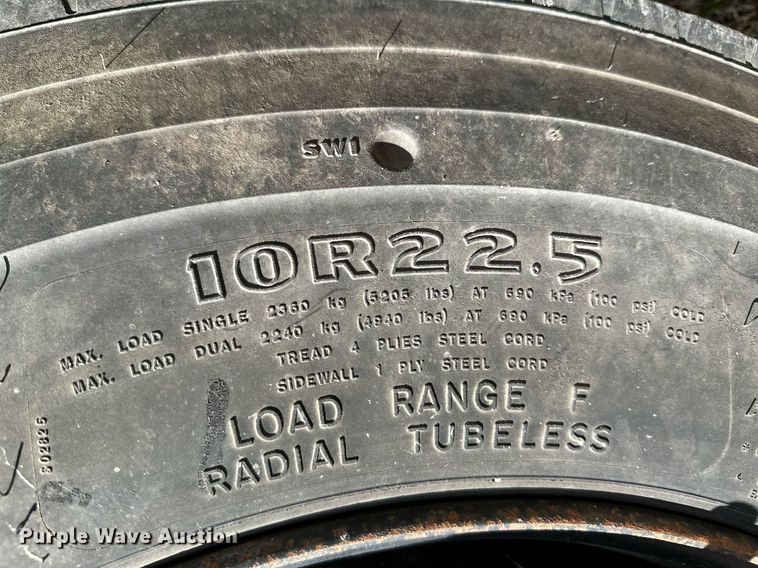 SW1
10R22.5
MAX. LOAD SINGLE 2360 kg (5205 lbs) AT 690 kPa (100 psi) COLD
MAX. LOAD DUAL 2240 kg (4940 lbs) AT 690 kPa (100 psi) COLD
TREAD 4 PLIES STEEL CORD
SIDEWALL 1 PLY STEEL CORD
LOAD RANGE F
RADIAL TUBELESS
Purple Wave Auction